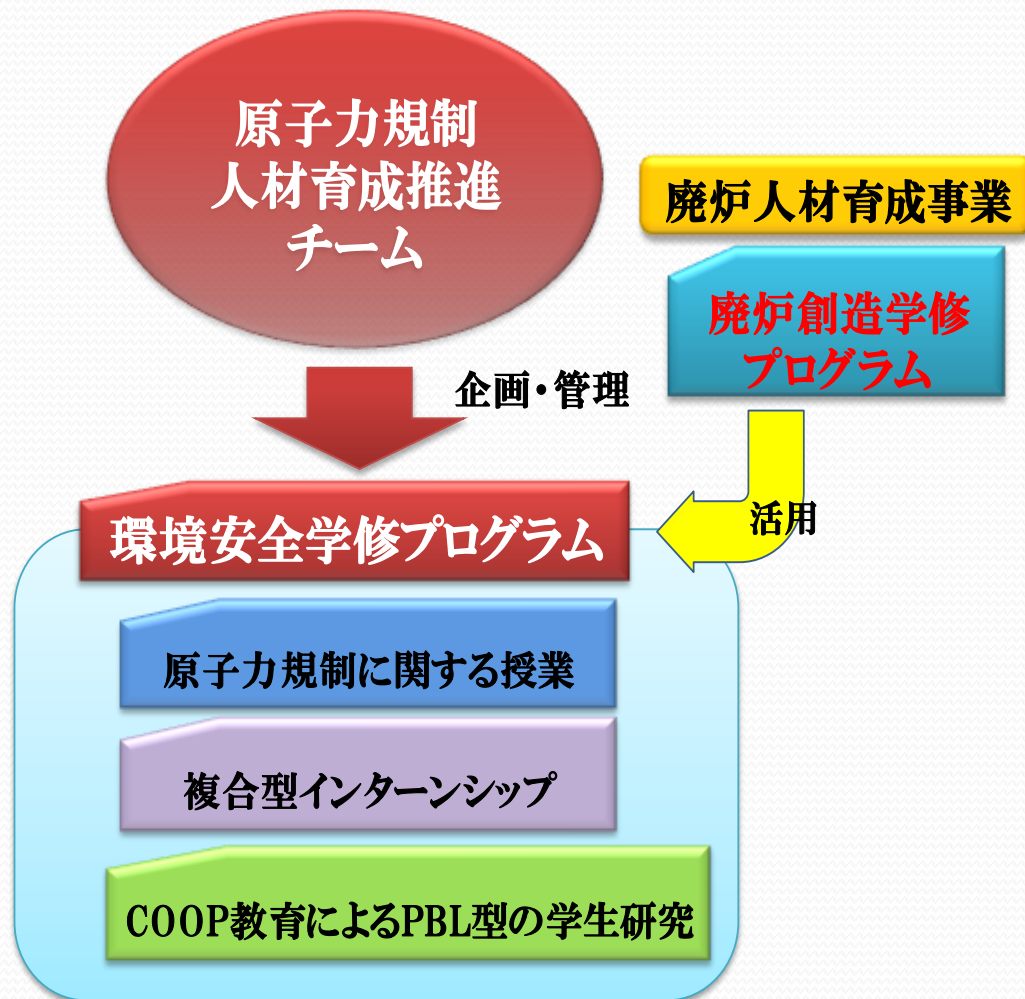 原子力規制
人材育成推進
チーム
廃炉人材育成事業
廃炉創造学修
プログラム
企画・管理
活用
環境安全学修プログラム
原子力規制に関する授業
複合型インターンシップ
COOP教育によるPBL型の学生研究